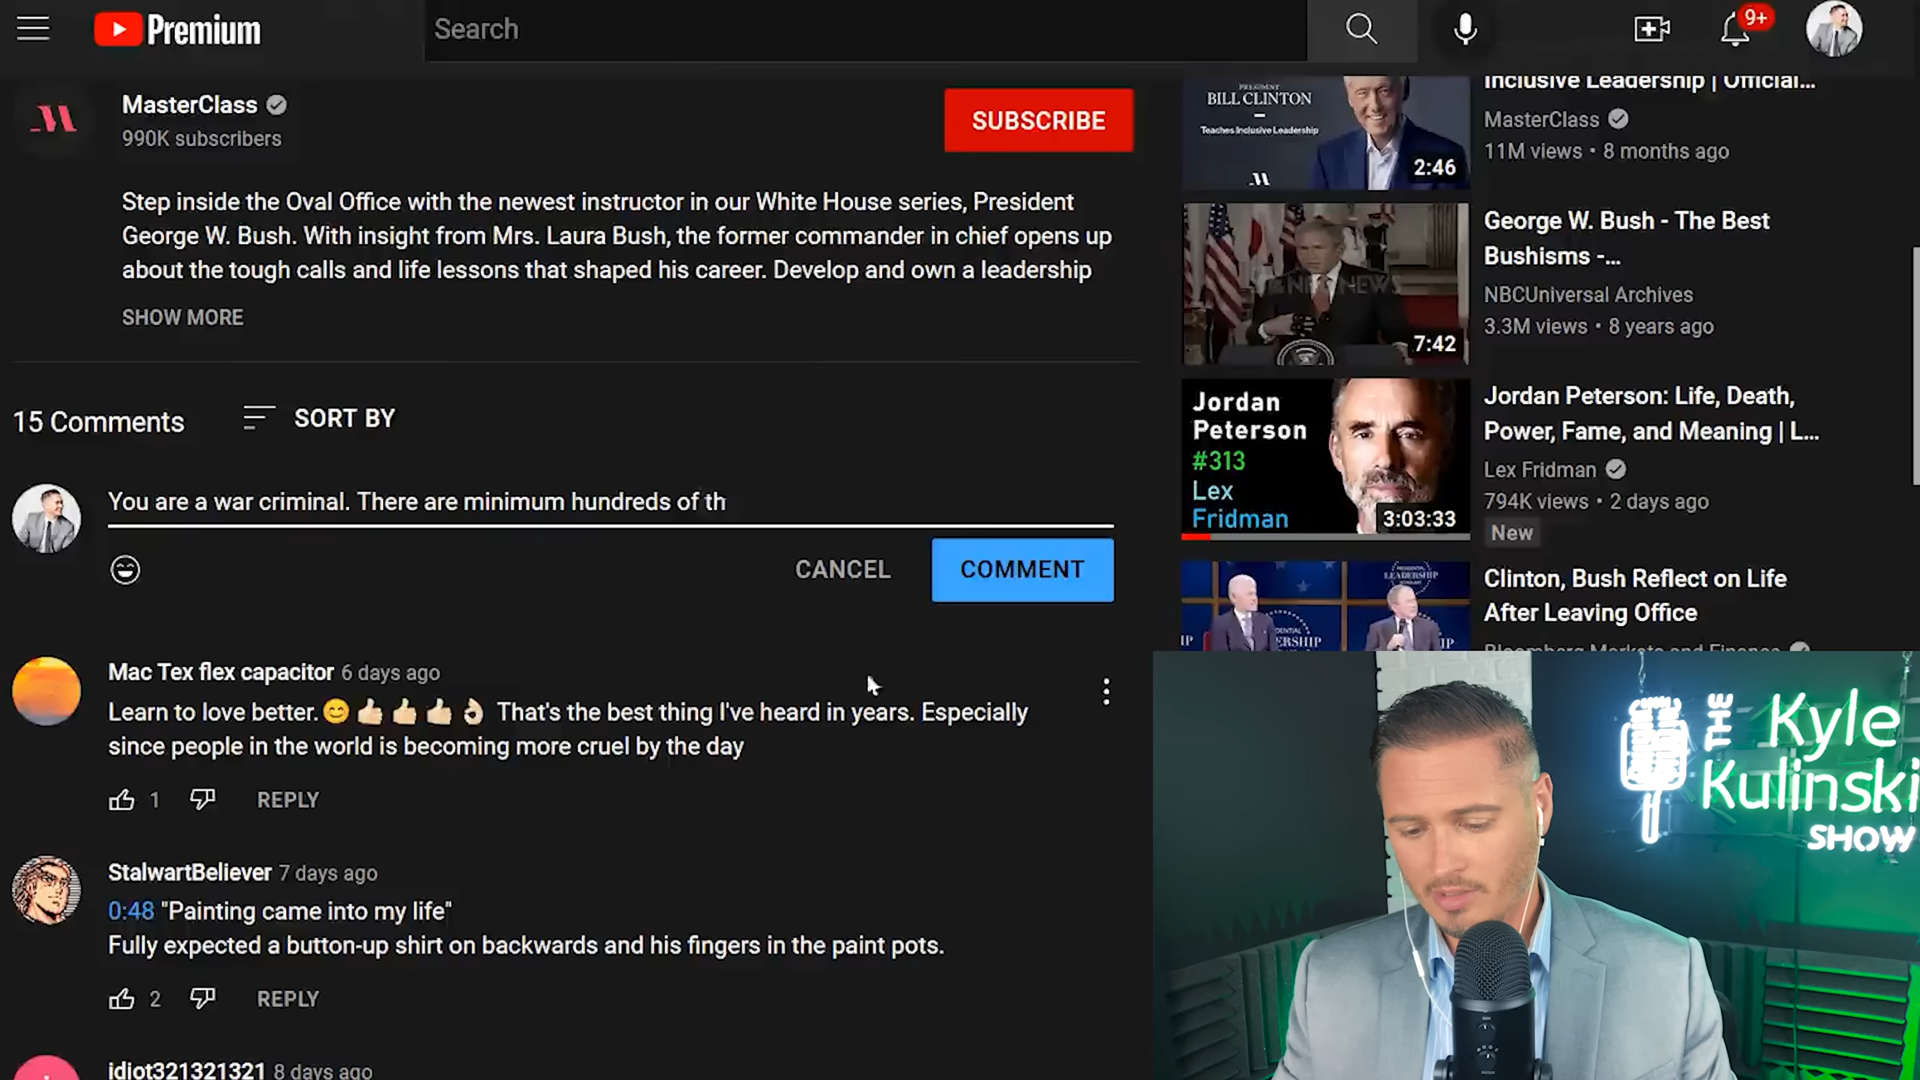 Premium
Search
9+
MasterClass
990K subscribers
SUBSCRIBE
Step inside the Oval Office with the newest instructor in our White House series, President
George W. Bush. With insight from Mrs. Laura Bush, the former commander in chief opens up
about the tough calls and life lessons that shaped his career. Develop and own a leadership
SHOW MORE
15 Comments
SORT BY
You are a war criminal. There are minimum hundreds of th
CANCEL
COMMENT
Mac Tex flex capacitor 6 days ago
Learn to love better.😊👍🏻👍🏻👍🏻👌🏻 That's the best thing I've heard in years. Especially
since people in the world is becoming more cruel by the day
1
REPLY
StalwartBeliever 7 days ago
0:48 "Painting came into my life"
Fully expected a button-up shirt on backwards and his fingers in the paint pots.
2
REPLY
idiot321321321 8 days ago
PRESIDENT
BILL CLINTON
Teaches Inclusive Leadership
2:46
Inclusive Leadership | Official...
MasterClass
11M views • 8 months ago
NBC NEWS
7:42
George W. Bush - The Best
Bushisms -...
NBCUniversal Archives
3.3M views • 8 years ago
Jordan
Peterson
#313
Lex
Fridman
3:03:33
Jordan Peterson: Life, Death,
Power, Fame, and Meaning | L...
Lex Fridman
794K views • 2 days ago
New
Clinton, Bush Reflect on Life
After Leaving Office
Bloomberg Markets and Finance
THE
Kyle
Kulinski
SHOW